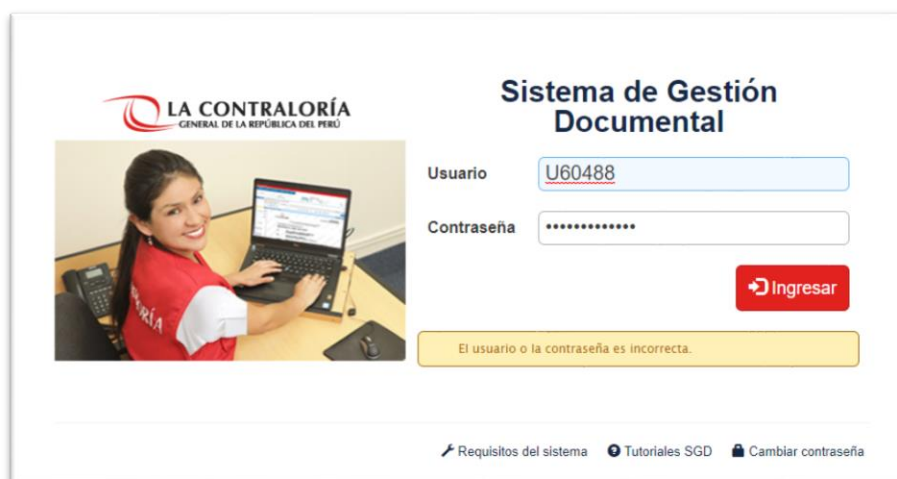 LA CONTRALORÍA
GENERAL DE LA REPÚBLICA DEL PERÚ
Sistema de Gestión
Documental
Usuario
U60488
Contraseña
•••••••••••••
Ingresar
El usuario o la contraseña es incorrecta.
Requisitos del sistema
Tutoriales SGD
Cambiar contraseña